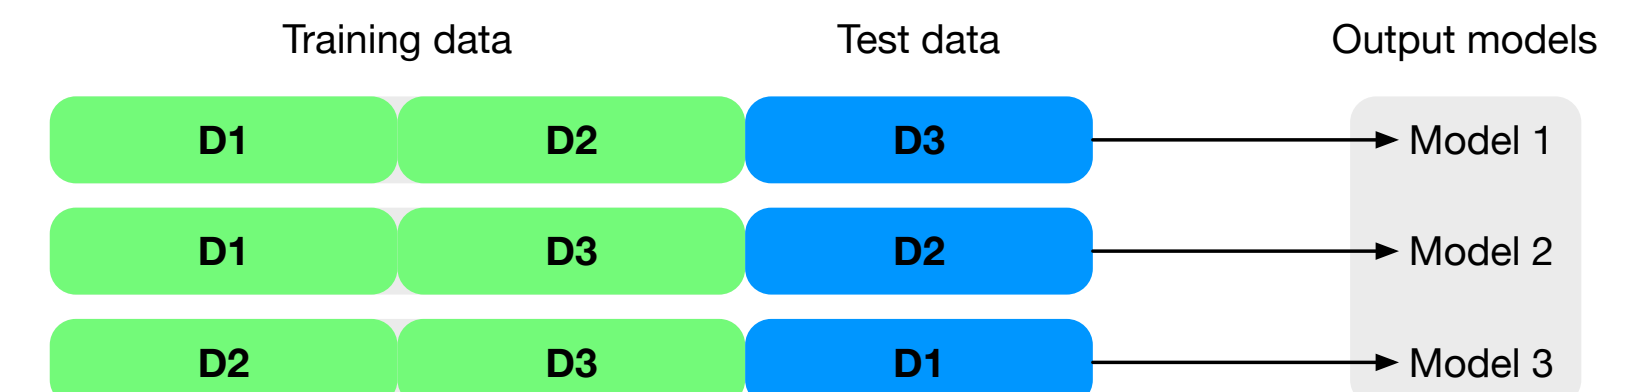 Training data Test data Output models
D1 D2 D3 Model 1
D1 D3 D2 Model 2
D2 D3 D1 Model 3